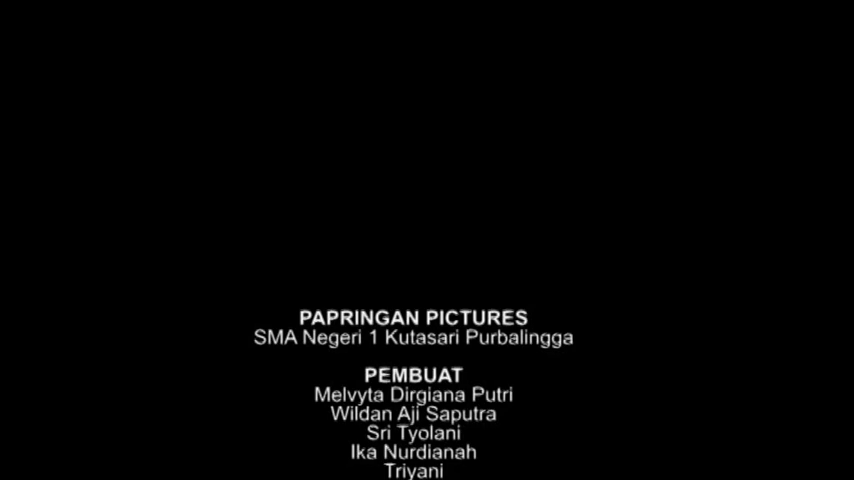 PAPRINGAN PICTURES
SMA Negeri 1 Kutasari Purbalingga
PEMBUAT
Melvyta Dirgiana Putri
Wildan Aji Saputra
Sri Tyolani
Ika Nurdianah
Triyani